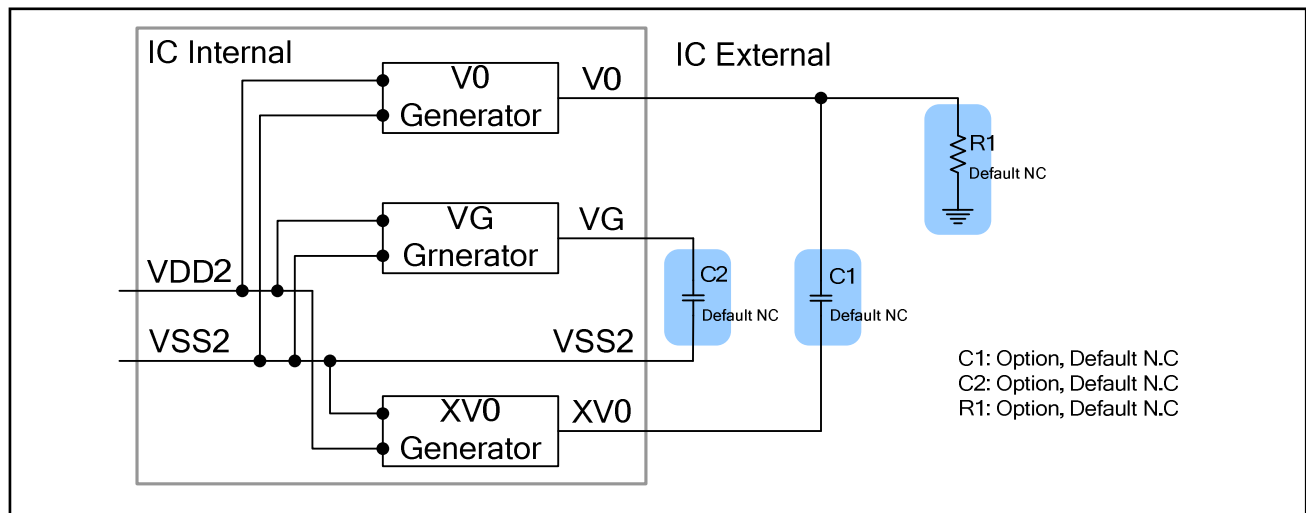 IC Internal
IC External
V0
Generator
V0
R1
Default NC
VG
Grnerator
VG
VDD2
C2
Default NC
C1
Default NC
VSS2
VSS2
XV0
Generator
XV0
C1: Option, Default N.C
C2: Option, Default N.C
R1: Option, Default N.C